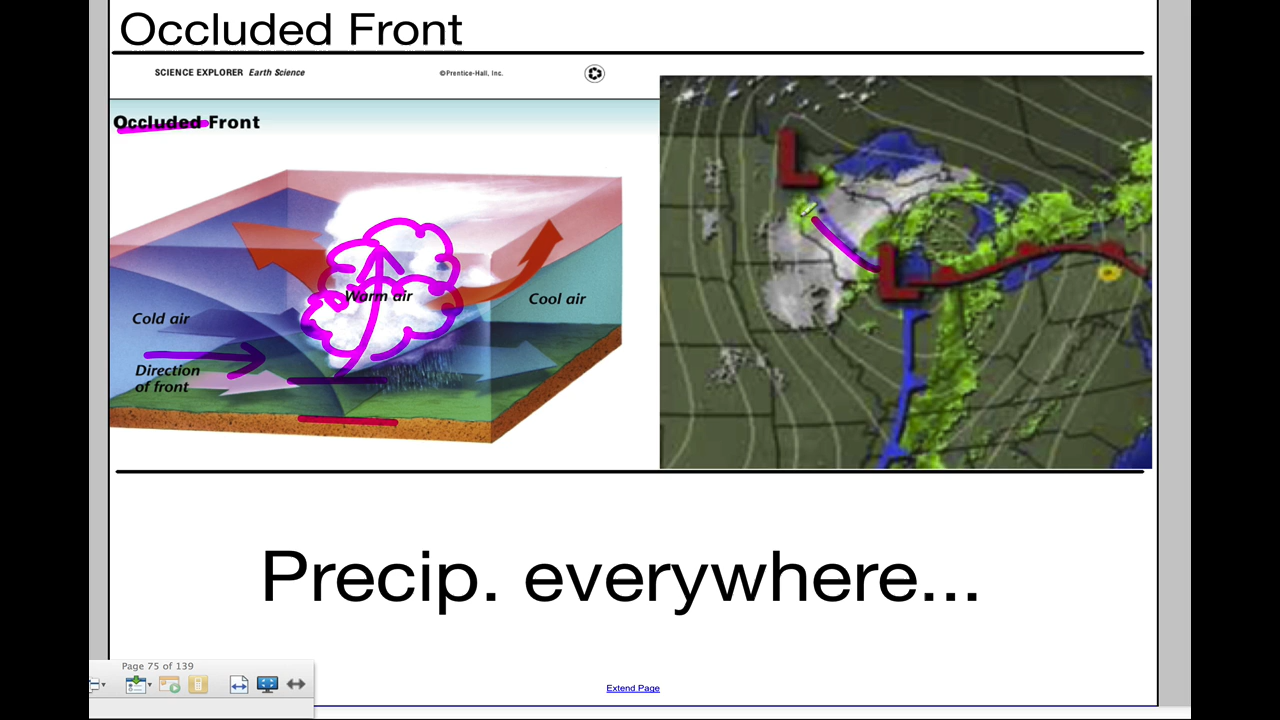 Occluded Front
SCIENCE EXPLORER Earth Science
©Prentice-Hall, Inc.
Occluded Front
Warm air
Cool air
Cold air
Direction
of front
L
L
Precip. everywhere...
Page 75 of 139
Extend Page